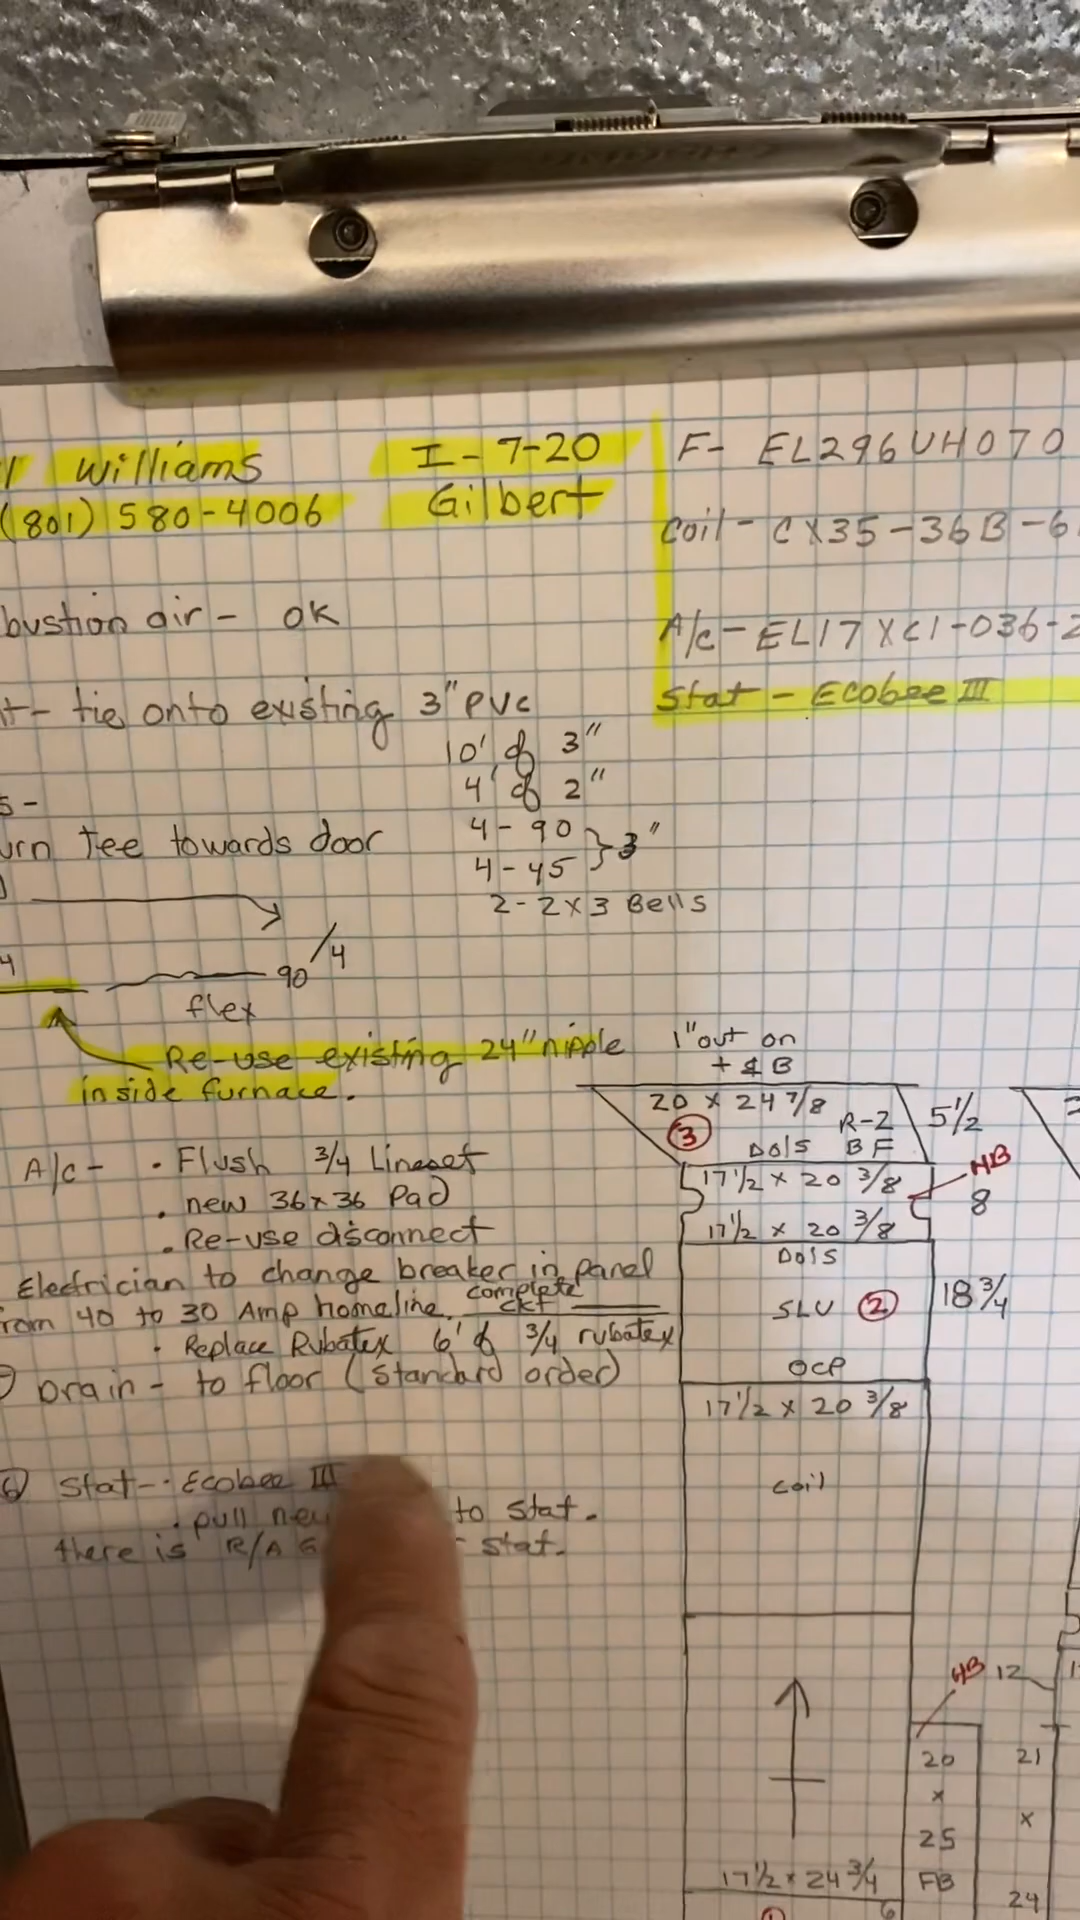 Williams
(801) 580-4006
I - 7-20
Gilbert
F- EL296UH070
Coil - CX35-36B-6
A/c - EL17XC1-036-2
Stat - Ecobee III
bustion air - OK
tie onto existing 3" PVC
10' of 3"
4' of 2"
4 - 90
4 - 45 } 3"
2 - 2x3 Bells
urn tee towards door
4
flex
90 /4
Re-use existing 24" nipple
inside furnace.
A/c - • Flush 3/4 Lineset
• new 36x36 Pad
• Re-use disconnect
Electrician to change breaker in panel
from 40 to 30 Amp homeline. complete ckt
• Replace Rubatex 6' of 3/4 rubatex
Drain - to floor (standard order)
6 Stat - • Ecobee III
• pull new to stat.
there is R/A stat.
1" out on
+ & B
20 x 24 7/8
3 R-2
Dols BF
5 1/2
17 1/2 x 20 3/8
HB
8
17 1/2 x 20 3/8
Dols
SLV 2
18 3/4
OCP
17 1/2 x 20 3/8
coil
HB 12
20
x
25
FB
21
x
24
17 1/2 x 24 3/4
6